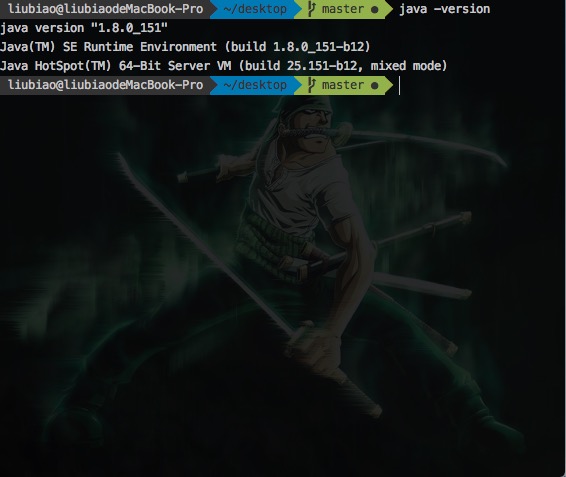 liubiao@liubiaodeMacBook-Pro ~/desktop master ● java -version
java version "1.8.0_151"
Java(TM) SE Runtime Environment (build 1.8.0_151-b12)
Java HotSpot(TM) 64-Bit Server VM (build 25.151-b12, mixed mode)
liubiao@liubiaodeMacBook-Pro ~/desktop master ●